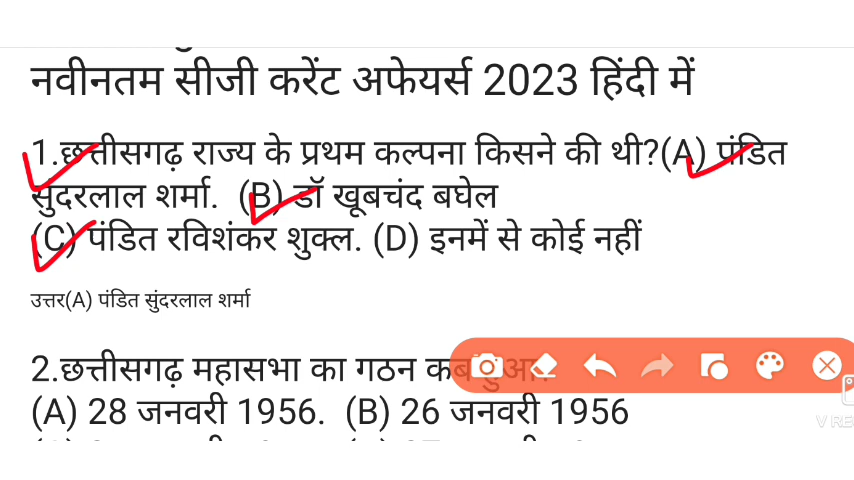 नवीनतम सीजी करेंट अफेयर्स 2023 हिंदी में
1.छत्तीसगढ़ राज्य के प्रथम कल्पना किसने की थी?(A) पंडित
सुंदरलाल शर्मा. (B) डॉ खूबचंद बघेल
(C) पंडित रविशंकर शुक्ल. (D) इनमें से कोई नहीं
उत्तर(A) पंडित सुंदरलाल शर्मा
2.छत्तीसगढ़ महासभा का गठन कब हुआ?
(A) 28 जनवरी 1956. (B) 26 जनवरी 1956